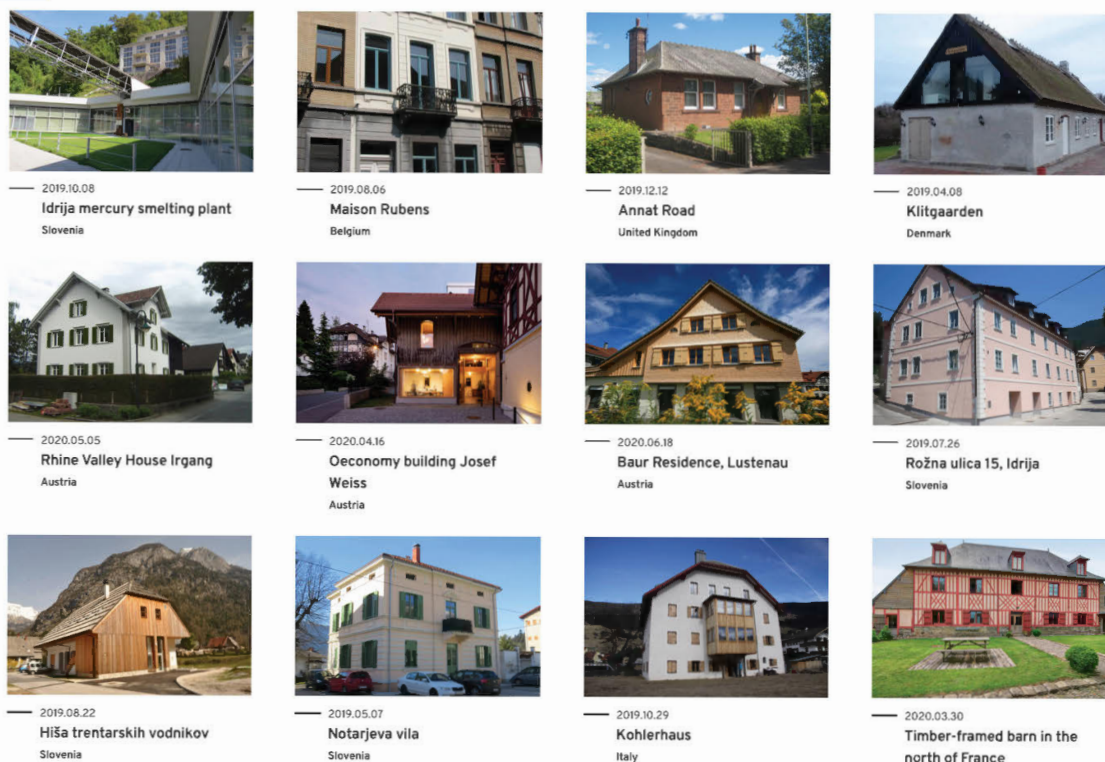 2019.10.08
Idrija mercury smelting plant
Slovenia
2019.08.06
Maison Rubens
Belgium
2019.12.12
Annat Road
United Kingdom
2019.04.08
Klitgaarden
Denmark
2020.05.05
Rhine Valley House Irgang
Austria
2020.04.16
Oeconomy building Josef
Weiss
Austria
2020.06.18
Baur Residence, Lustenau
Austria
2019.07.26
Rožna ulica 15, Idrija
Slovenia
2019.08.22
Hiša trentarskih vodnikov
Slovenia
2019.05.07
Notarjeva vila
Slovenia
2019.10.29
Kohlerhaus
Italy
2020.03.30
Timber-framed barn in the
north of France